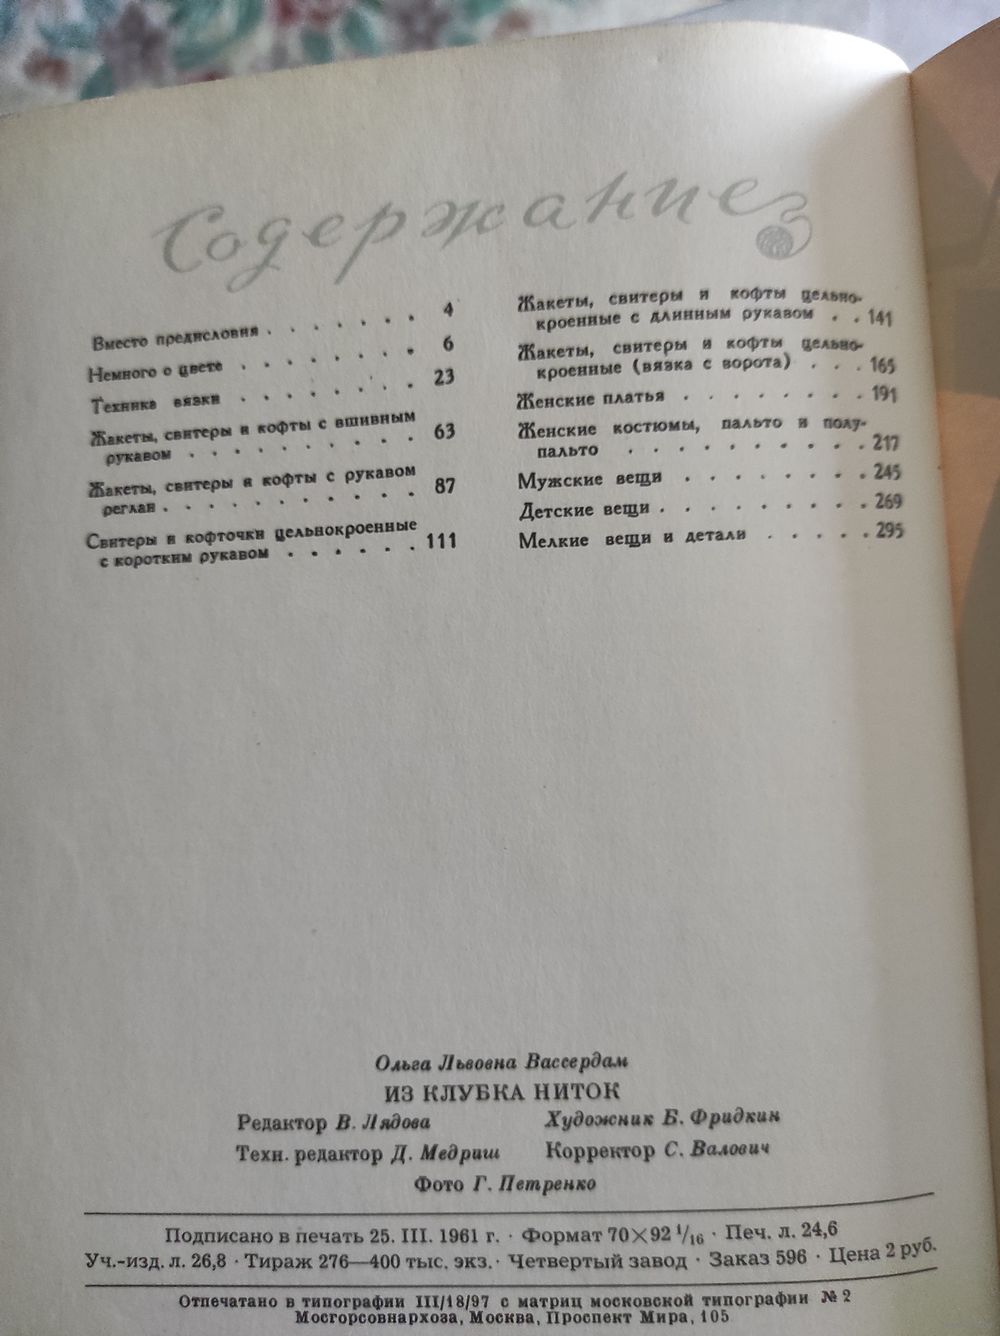 Содержание
Вместо предисловия . . . . . . . 4
Немного о цвете . . . . . . . 6
Техника вязки . . . . . . . . 23
Жакеты, свитеры и кофты с вшивным
рукавом . . . . . . . . . 63
Жакеты, свитеры и кофты с рукавом
реглан . . . . . . . . . . 87
Свитеры и кофточки цельнокроенные
с коротким рукавом . . . . . . 111
Жакеты, свитеры и кофты цельно-
кроенные с длинным рукавом . . 141
Жакеты, свитеры и кофты цельно-
кроенные (вязка с ворота) . . . 165
Женские платья . . . . . . . . 191
Женские костюмы, пальто и полу-
пальто . . . . . . . . . 217
Мужские вещи . . . . . . . . 245
Детские вещи . . . . . . . . . 269
Мелкие вещи и детали . . . . . 295
Ольга Львовна Вассердам
ИЗ КЛУБКА НИТОК
Редактор В. Лядова Художник Б. Фридкин
Техн. редактор Д. Медриш Корректор С. Валович
Фото Г. Петренко
Подписано в печать 25. III. 1961 г. · Формат 70×92 1/16 · Печ. л. 24,6
Уч.-изд. л. 26,8 · Тираж 276—400 тыс. экз. · Четвертый завод · Заказ 596 · Цена 2 руб.
Отпечатано в типографии III/18/97 с матриц московской типографии № 2
Мосгорсовнархоза, Москва, Проспект Мира, 105